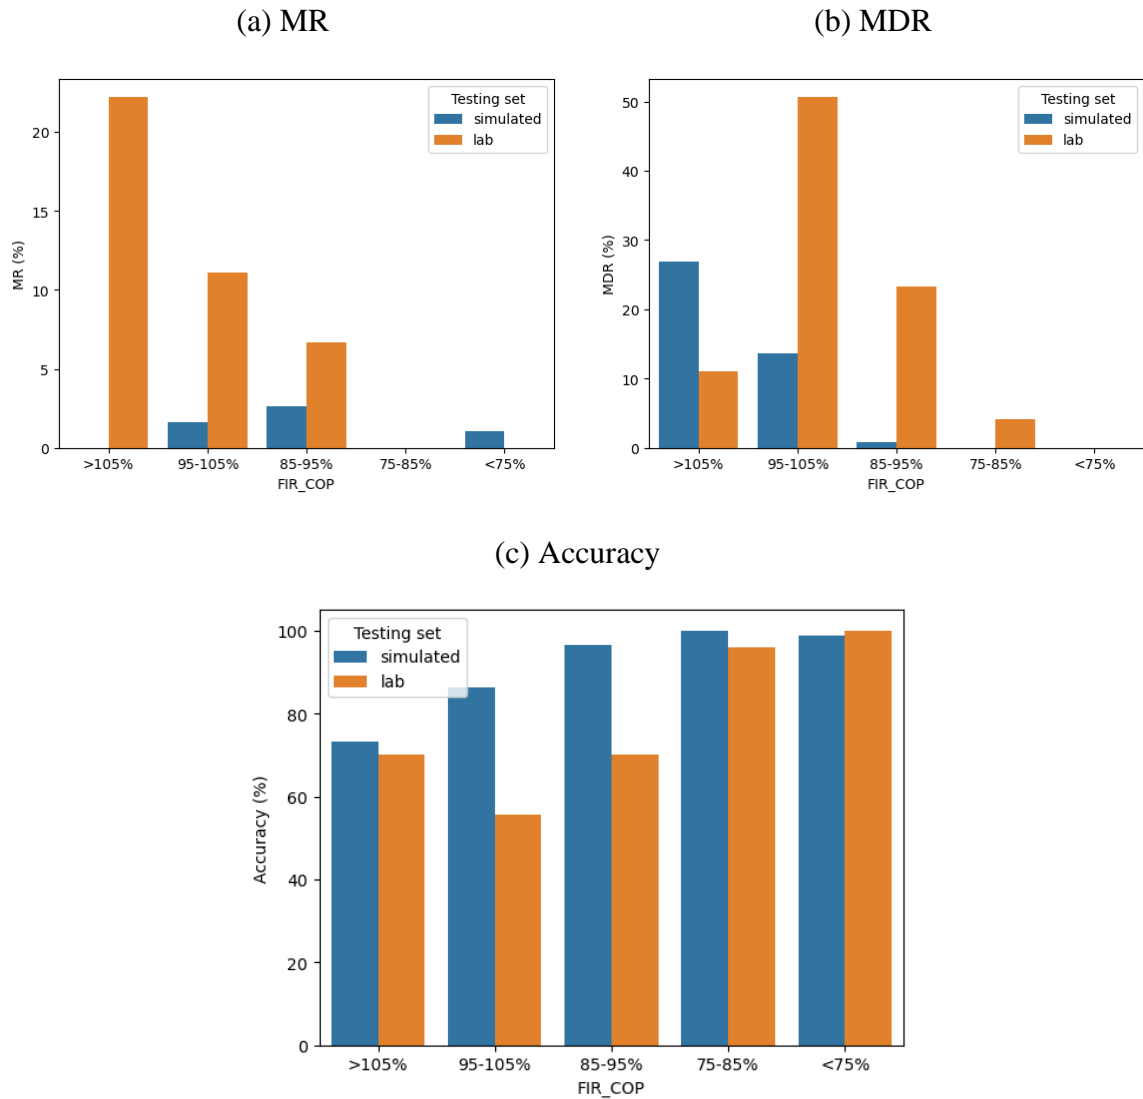 (a) MR
(b) MDR
Testing set
simulated
lab
20
15
10
5
0
MR (%)
>105%
95-105%
85-95%
75-85%
<75%
FIR_COP
Testing set
simulated
lab
50
40
30
20
10
0
MDR (%)
>105%
95-105%
85-95%
75-85%
<75%
FIR_COP
(c) Accuracy
Testing set
simulated
lab
100
80
60
40
20
0
Accuracy (%)
>105%
95-105%
85-95%
75-85%
<75%
FIR_COP